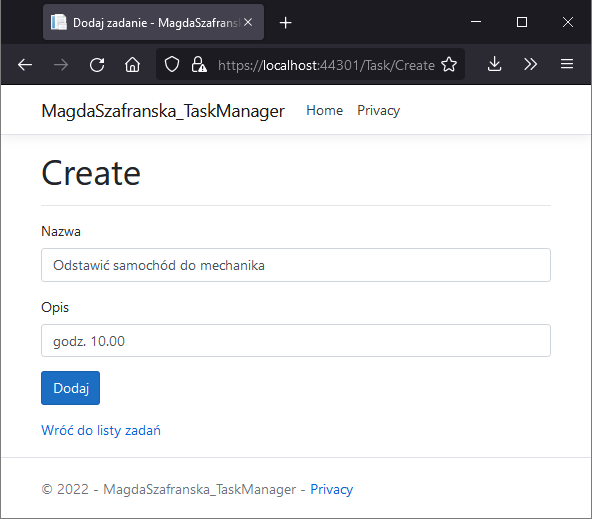 Dodaj zadanie - MagdaSzafransk
https://localhost:44301/Task/Create
MagdaSzafranska_TaskManager Home Privacy
Create
Nazwa
Odstawić samochód do mechanika
Opis
godz. 10.00
Dodaj
Wróć do listy zadań
© 2022 - MagdaSzafranska_TaskManager - Privacy